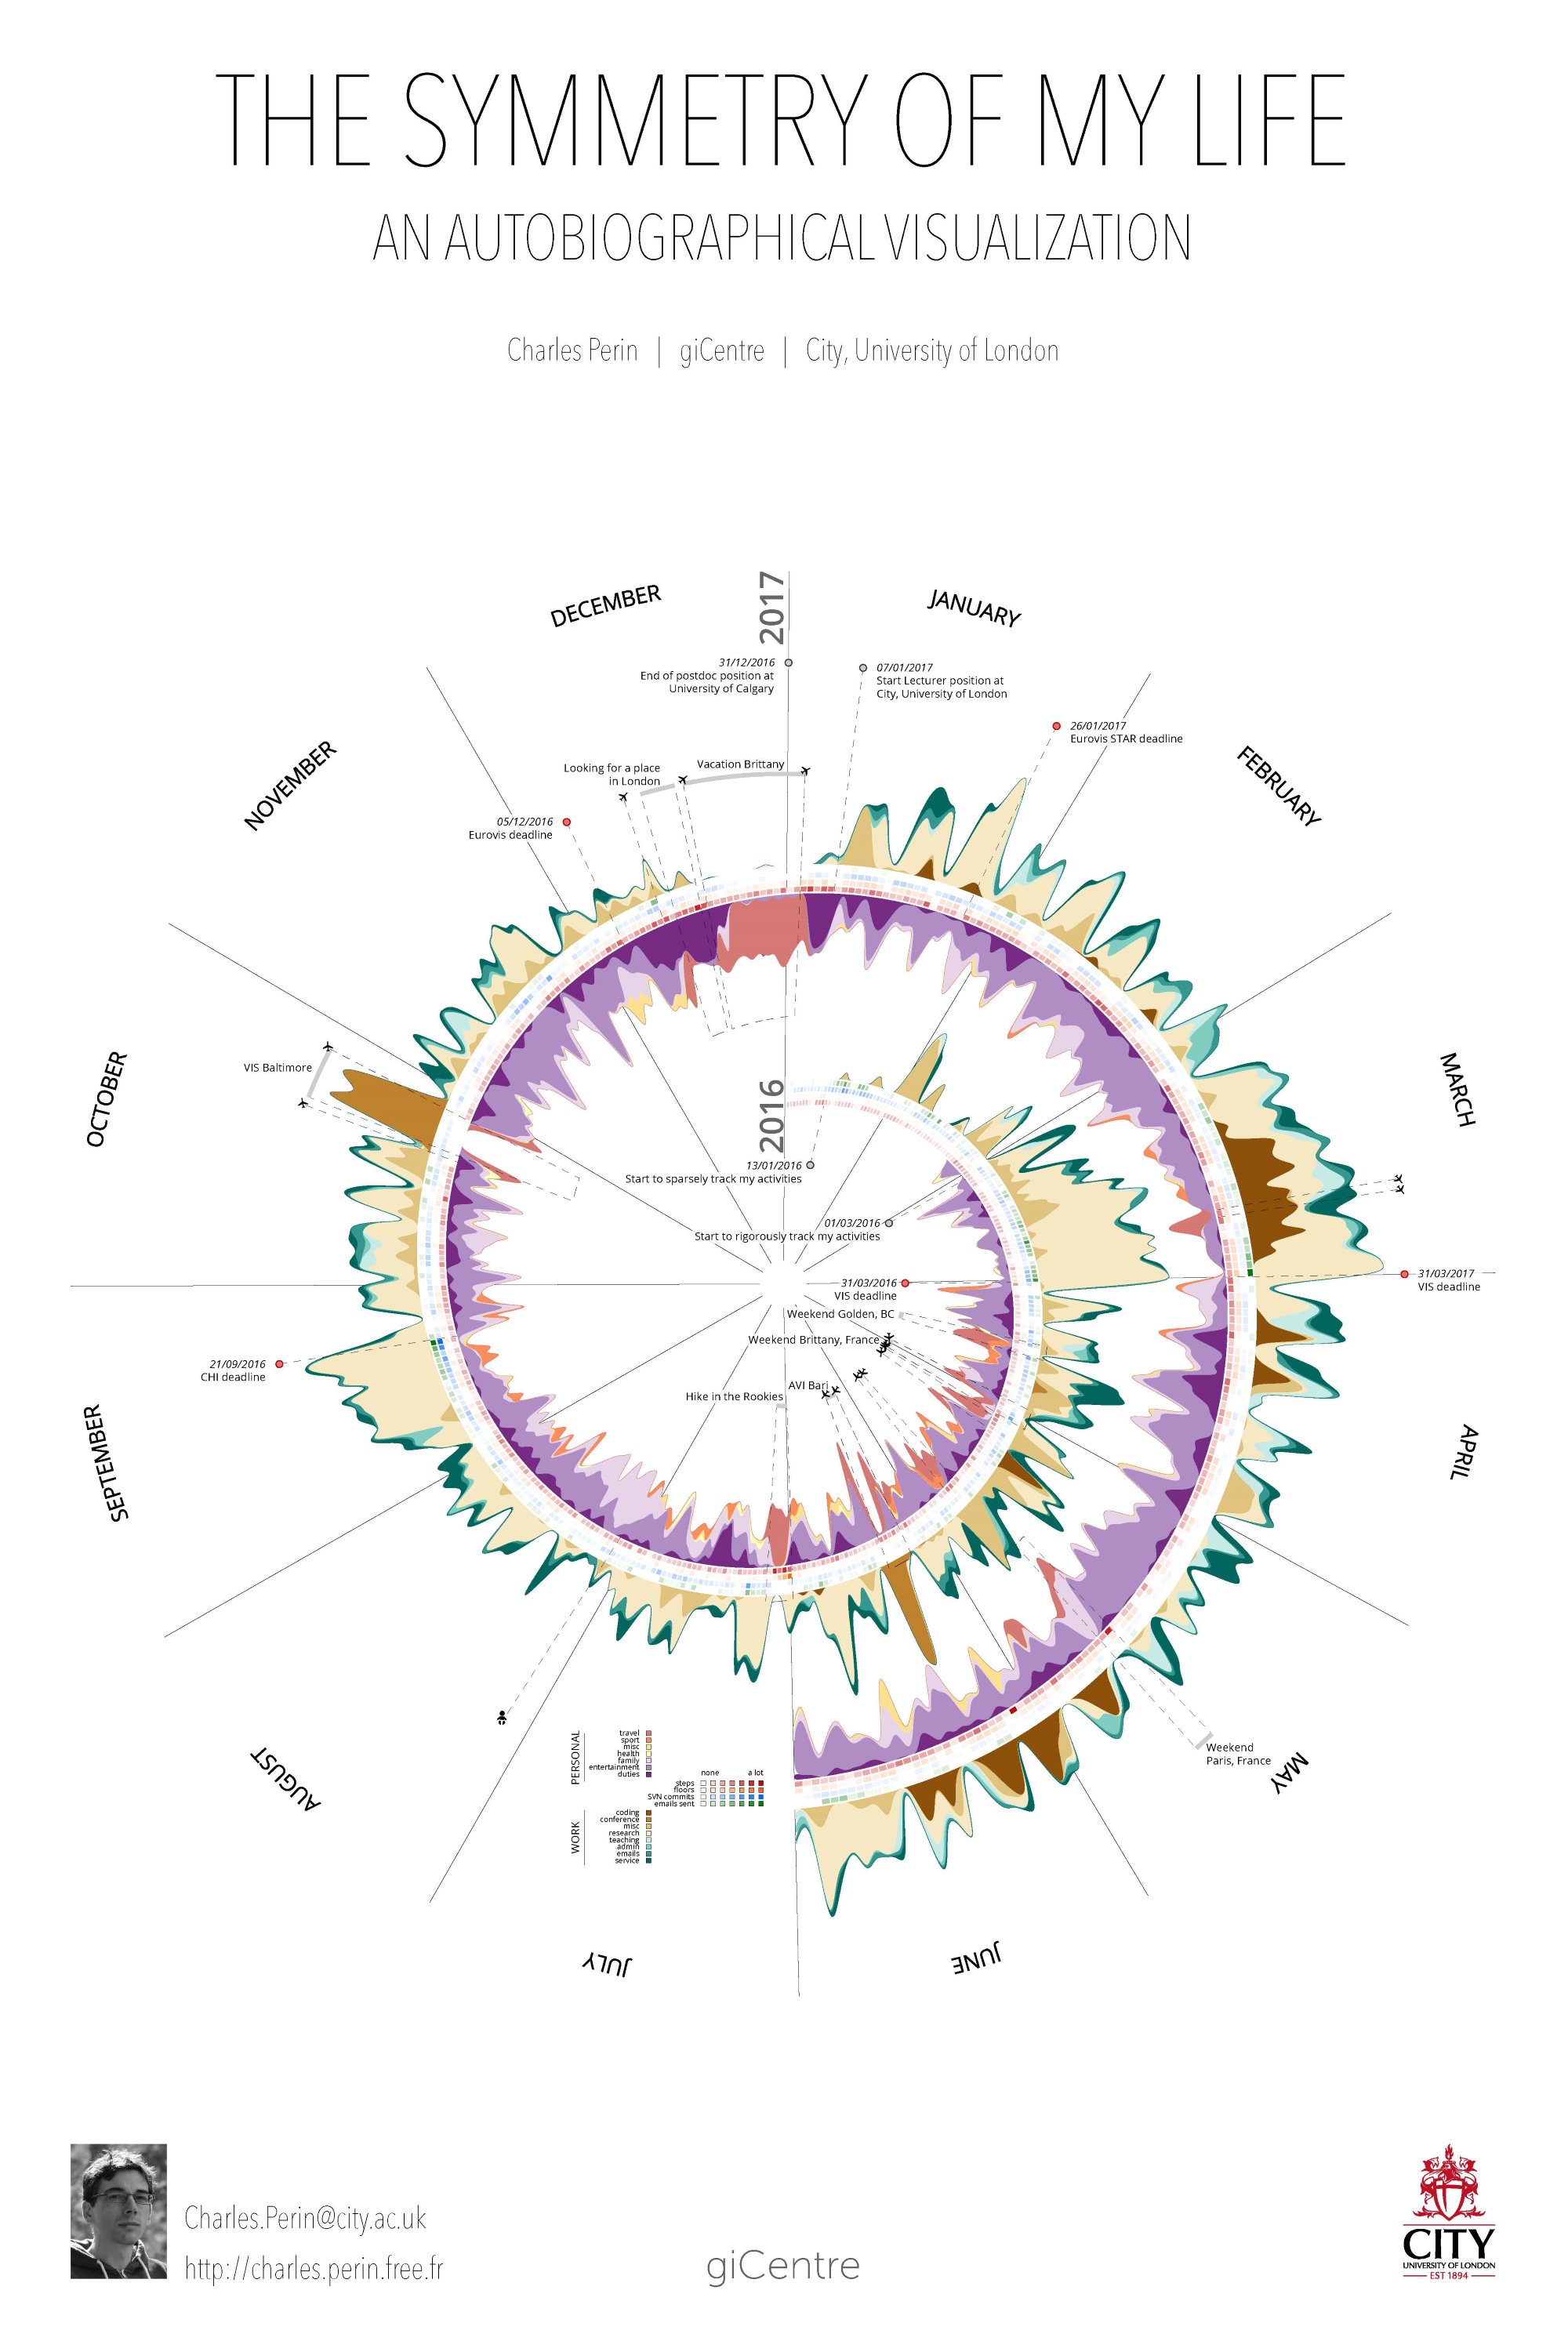 THE SYMMETRY OF MY LIFE
AN AUTOBIOGRAPHICAL VISUALIZATION
Charles Perin | giCentre | City, University of London
2017
DECEMBER
JANUARY
31/12/2016
End of postdoc position at
University of Calgary
07/01/2017
Start Lecturer position at
City, University of London
26/01/2017
Eurovis STAR deadline
NOVEMBER
FEBRUARY
Looking for a place
in London
Vacation Brittany
05/12/2016
Eurovis deadline
OCTOBER
VIS Baltimore
MARCH
2016
13/01/2016
Start to sparsely track my activities
01/03/2016
Start to rigorously track my activities
31/03/2016
VIS deadline
31/03/2017
VIS deadline
Weekend Golden, BC
Weekend Brittany, France
AVI Bari
Hike in the Rookies
21/09/2016
CHI deadline
SEPTEMBER
APRIL
AUGUST
Weekend
Paris, France
MAY
PERSONAL
travel
sport
misc
health
family
entertainment
duties
none
a lot
steps
floors
SVN commits
emails sent
WORK
coding
conference
misc
research
teaching
admin
emails
service
JULY
JUNE
Charles.Perin@city.ac.uk
http://charles.perin.free.fr
giCentre
CITY
UNIVERSITY OF LONDON
EST 1894